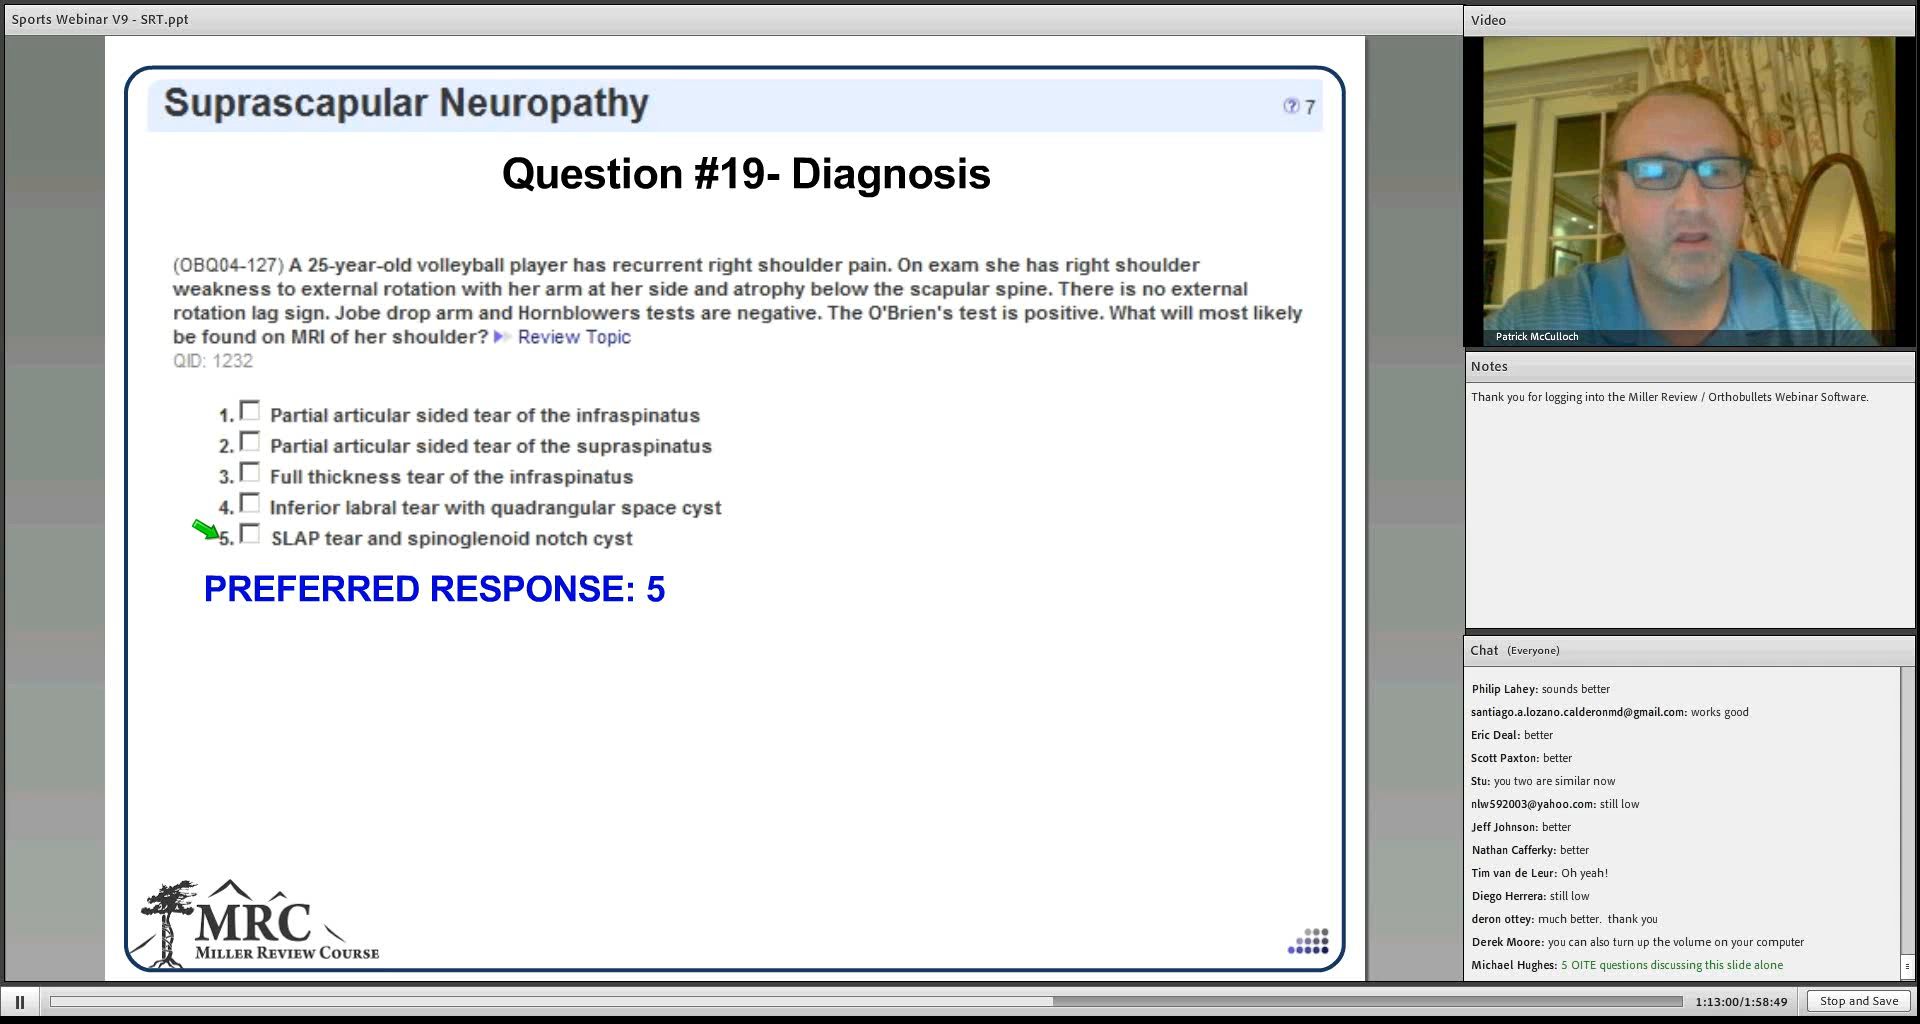 Sports Webinar V9 - SRT.ppt
Suprascapular Neuropathy
? 7
Question #19- Diagnosis
(OBQ04-127) A 25-year-old volleyball player has recurrent right shoulder pain. On exam she has right shoulder
weakness to external rotation with her arm at her side and atrophy below the scapular spine. There is no external
rotation lag sign. Jobe drop arm and Hornblowers tests are negative. The O'Brien's test is positive. What will most likely
be found on MRI of her shoulder? Review Topic
QID: 1232
1. Partial articular sided tear of the infraspinatus
2. Partial articular sided tear of the supraspinatus
3. Full thickness tear of the infraspinatus
4. Inferior labral tear with quadrangular space cyst
5. SLAP tear and spinoglenoid notch cyst
PREFERRED RESPONSE: 5
MRC
MILLER REVIEW COURSE
Video
Patrick McCulloch
Notes
Thank you for logging into the Miller Review / Orthobullets Webinar Software.
Chat (Everyone)
Philip Lahey: sounds better
santiago.a.lozano.calderonmd@gmail.com: works good
Eric Deal: better
Scott Paxton: better
Stu: you two are similar now
nlw592003@yahoo.com: still low
Jeff Johnson: better
Nathan Cafferky: better
Tim van de Leur: Oh yeah!
Diego Herrera: still low
deron ottey: much better. thank you
Derek Moore: you can also turn up the volume on your computer
Michael Hughes: 5 OITE questions discussing this slide alone
1:13:00/1:58:49
Stop and Save